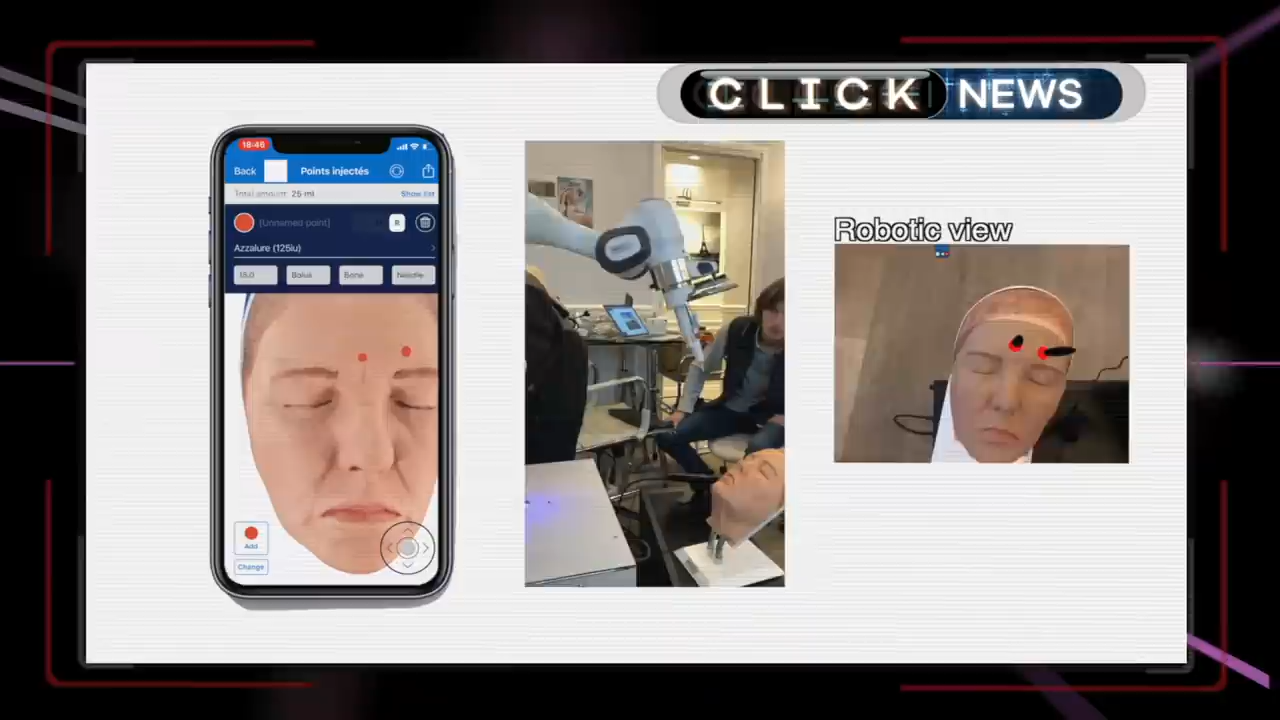 CLICK NEWS
18:46
Back Points injectés
Total amount: 25 ml Show list
(Unnamed point) R
Azzalure (125iu)
Bolus Bone Needle
Add
Change
Robotic view